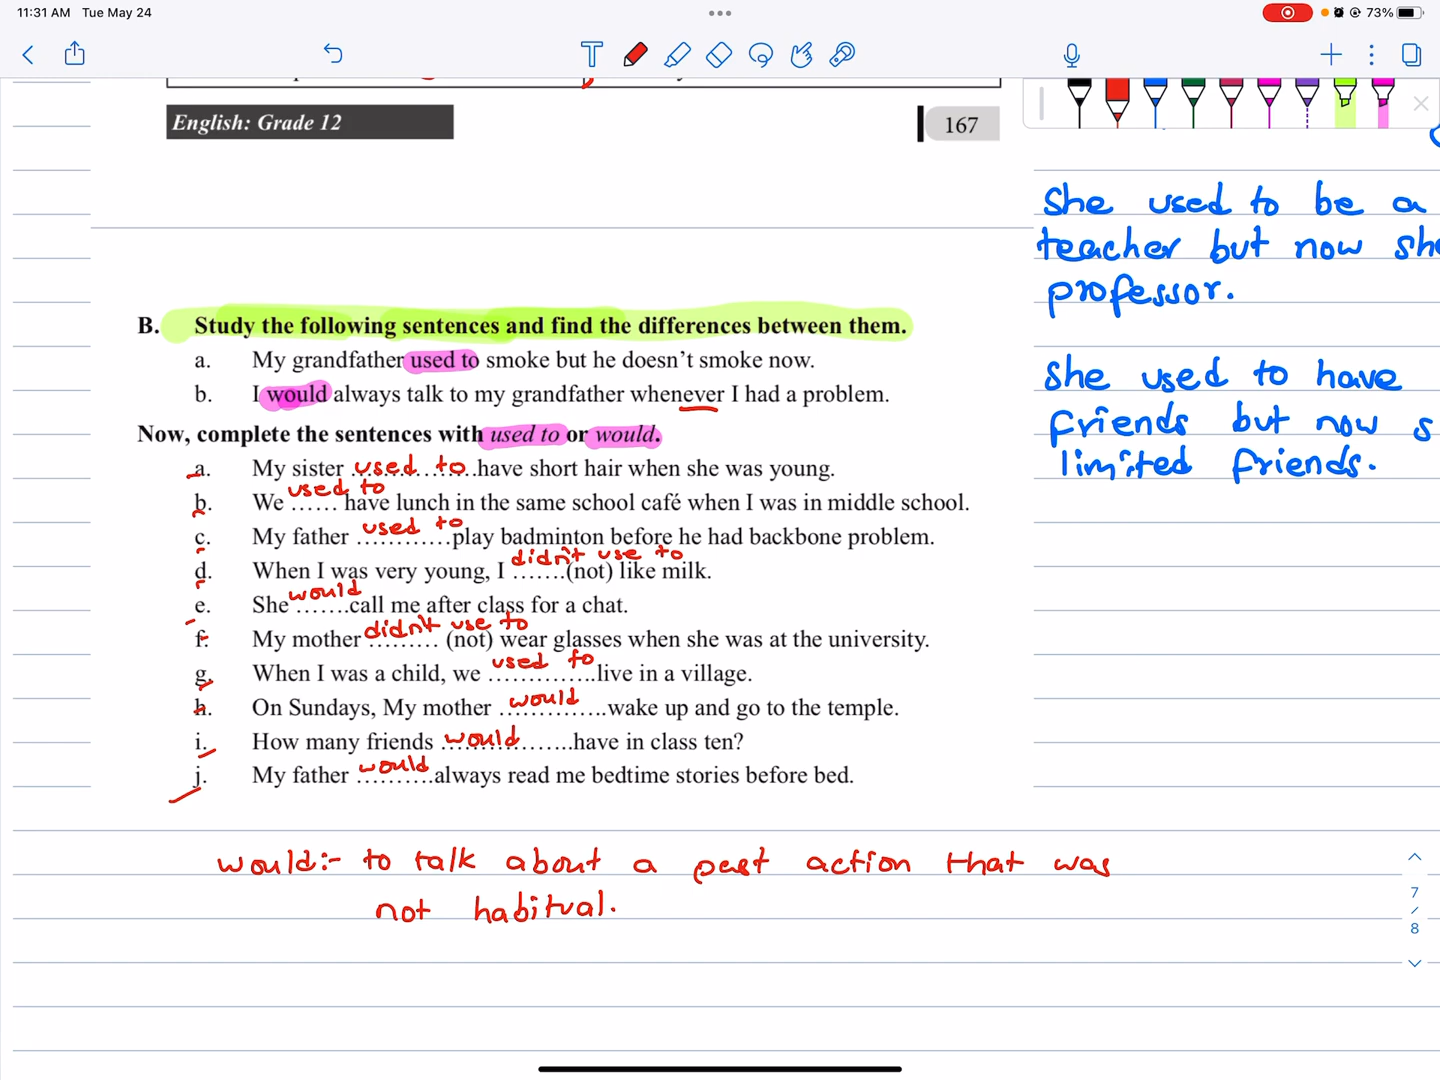 11:31 AM Tue May 24
73%
English: Grade 12
167
B. Study the following sentences and find the differences between them.
a. My grandfather used to smoke but he doesn't smoke now.
b. I would always talk to my grandfather whenever I had a problem.
Now, complete the sentences with used to or would.
a. My sister ...used to...have short hair when she was young.
used to
b. We ...... have lunch in the same school café when I was in middle school.
used to
c. My father ............play badminton before he had backbone problem.
didn't use to
d. When I was very young, I .......(not) like milk.
would
e. She .......call me after class for a chat.
didn't use to
f. My mother ......... (not) wear glasses when she was at the university.
used to
g. When I was a child, we ..............live in a village.
would
h. On Sundays, My mother ..............wake up and go to the temple.
i. How many friends would.......have in class ten?
would
j. My father ..........always read me bedtime stories before bed.
would:- to talk about a past action that was
not habitual.
She used to be a
teacher but now she
professor.
She used to have
friends but now s
limited friends.
7
/
8